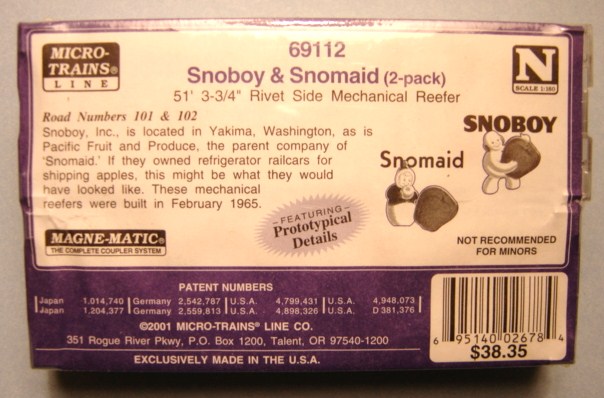 MICRO-
TRAINS®
LINE
69112
Snoboy & Snomaid (2-pack)
51' 3-3/4" Rivet Side Mechanical Reefer
N
SCALE 1:160
Road Numbers 101 & 102
Snoboy, Inc., is located in Yakima, Washington, as is
Pacific Fruit and Produce, the parent company of
'Snomaid.' If they owned refrigerator railcars for
shipping apples, this might be what they would
have looked like. These mechanical
reefers were built in February 1965.
SNOBOY
Snomaid
–FEATURING–
Prototypical
Details
MAGNE-MATIC®
THE COMPLETE COUPLER SYSTEM
NOT RECOMMENDED
FOR MINORS
PATENT NUMBERS
Japan 1,014,740 Germany 2,542,787 U.S.A. 4,799,431 U.S.A. 4,948,073
Japan 1,204,377 Germany 2,559,813 U.S.A. 4,898,326 U.S.A. D 381,376
©2001 MICRO-TRAINS® LINE CO.
351 Rogue River Pkwy, P.O. Box 1200, Talent, OR 97540-1200
EXCLUSIVELY MADE IN THE U.S.A.
6 95140 02678 4
$38.35